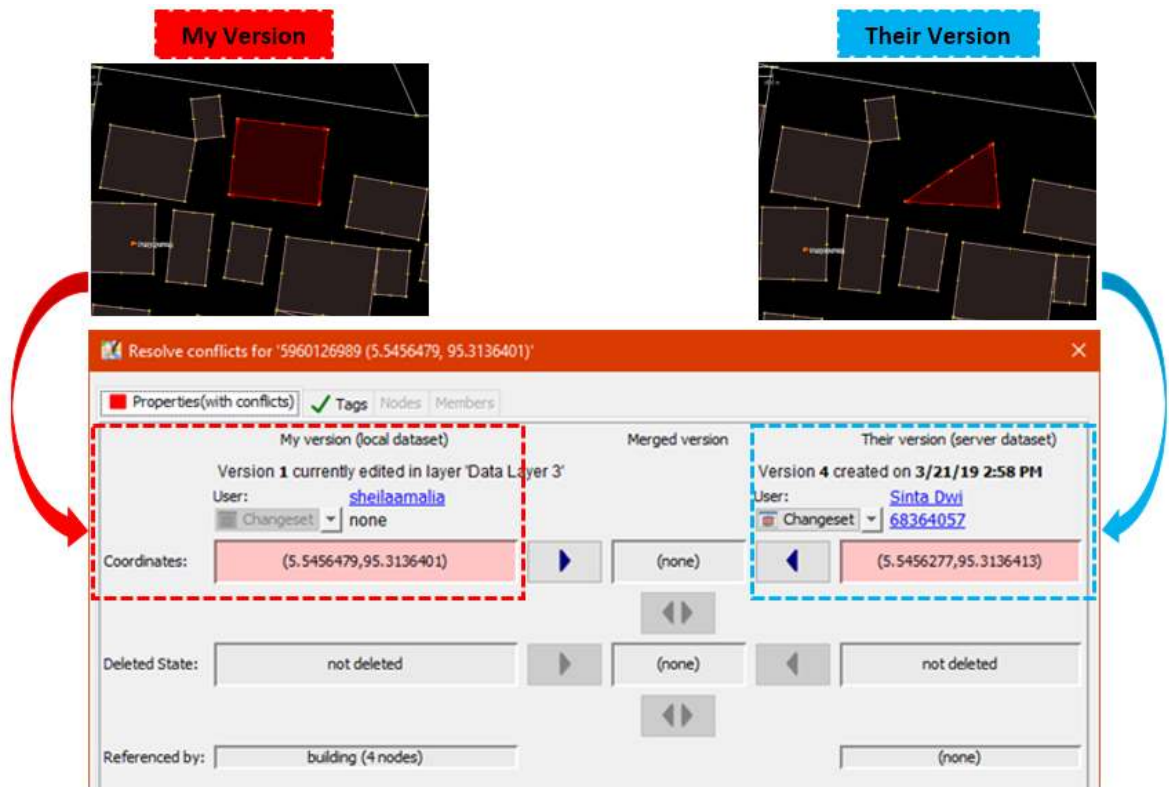 My Version
Their Version
Resolve conflicts for '5960126989 (5.5456479, 95.3136401)'
Properties(with conflicts) Tags Nodes Members
My version (local dataset) Merged version Their version (server dataset)
Version 1 currently edited in layer 'Data Layer 3' Version 4 created on 3/21/19 2:58 PM
User: sheilaamalia User: Sinta Dwi
Changeset none Changeset 68364057
Coordinates: (5.5456479,95.3136401) (none) (5.5456277,95.3136413)
Deleted State: not deleted (none) not deleted
Referenced by: building (4 nodes) (none)